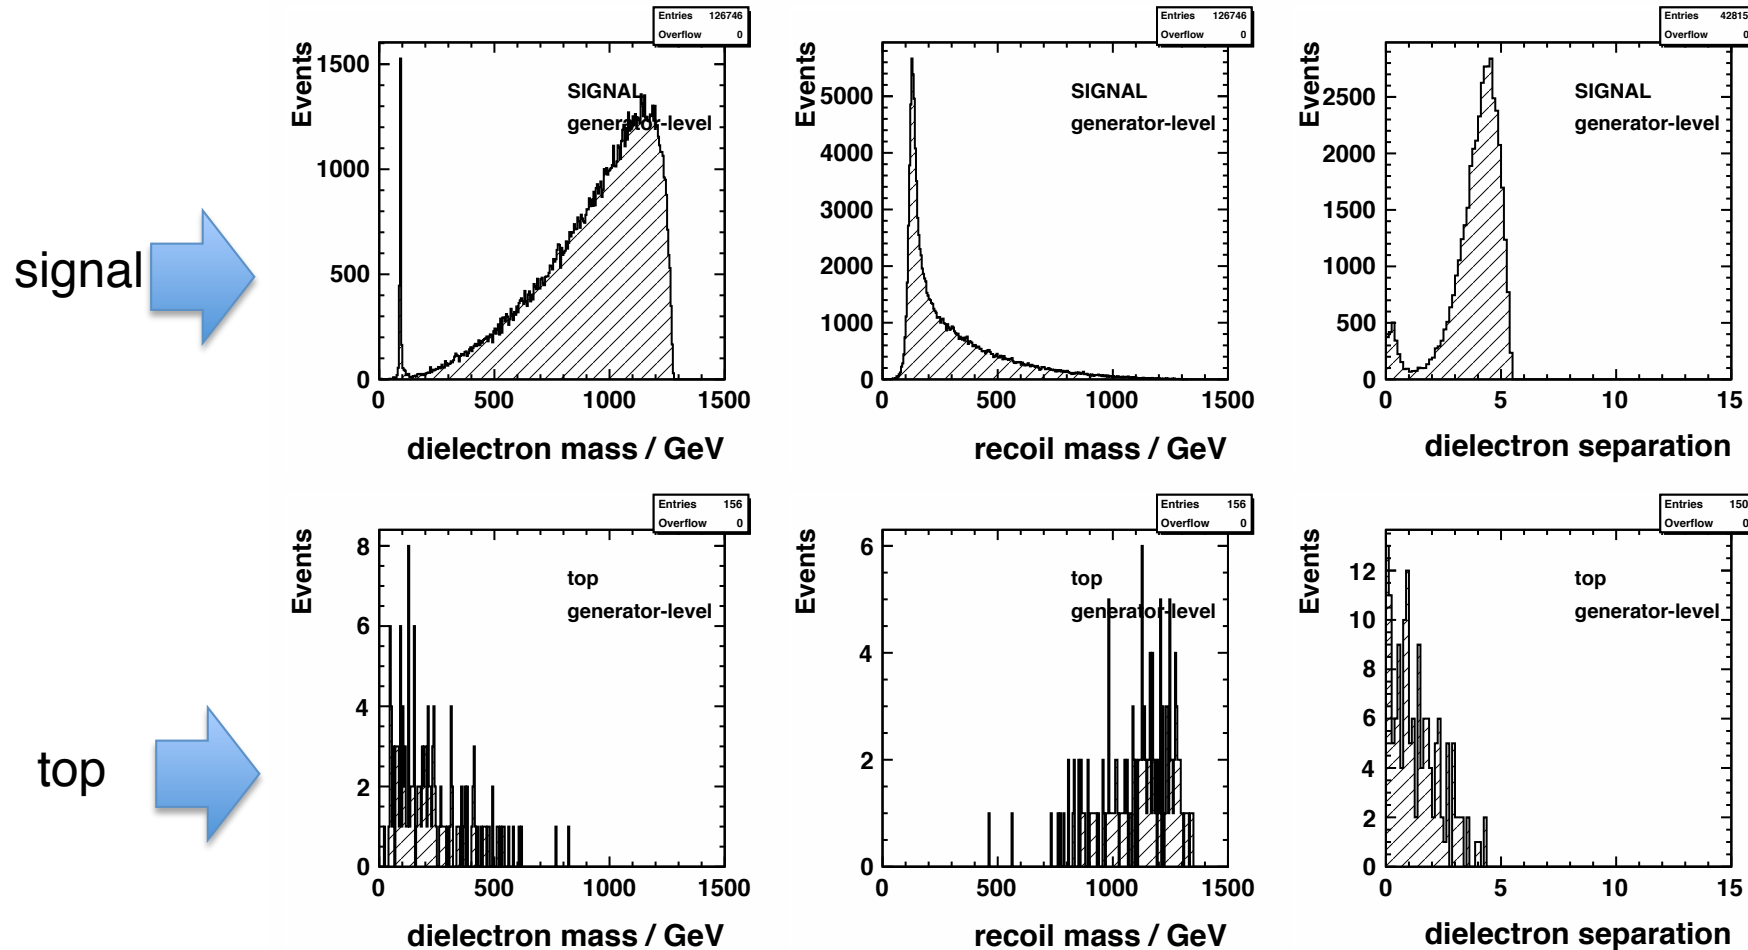 signal
Entries 126746
Overflow 0
Events
SIGNAL
generator-level
1500
1000
500
0
0 500 1000 1500
dielectron mass / GeV
Entries 126746
Overflow 0
Events
SIGNAL
generator-level
5000
4000
3000
2000
1000
0
0 500 1000 1500
recoil mass / GeV
Entries 42815
Overflow 0
Events
SIGNAL
generator-level
2500
2000
1500
1000
500
0
0 5 10 15
dielectron separation
top
Entries 156
Overflow 0
Events
top
generator-level
8
6
4
2
0
0 500 1000 1500
dielectron mass / GeV
Entries 156
Overflow 0
Events
top
generator-level
6
4
2
0
0 500 1000 1500
recoil mass / GeV
Entries 150
Overflow 0
Events
top
generator-level
12
10
8
6
4
2
0
0 5 10 15
dielectron separation